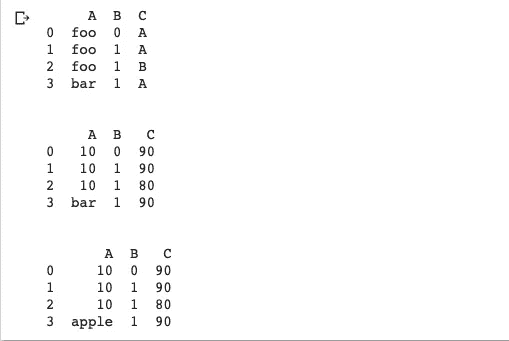 A B C
0 foo 0 A
1 foo 1 A
2 foo 1 B
3 bar 1 A
A B C
0 10 0 90
1 10 1 90
2 10 1 80
3 bar 1 90
A B C
0 10 0 90
1 10 1 90
2 10 1 80
3 apple 1 90